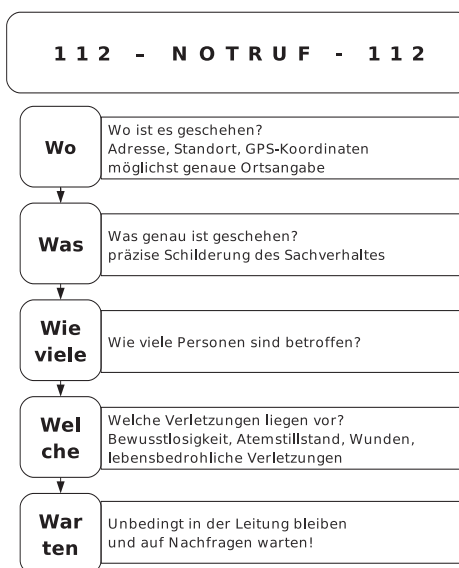 112 – NOTRUF - 112
Wo
Wo ist es geschehen?
Adresse, Standort, GPS-Koordinaten
möglichst genaue Ortsangabe
Was
Was genau ist geschehen?
präzise Schilderung des Sachverhaltes
Wie
viele
Wie viele Personen sind betroffen?
Wel
che
Welche Verletzungen liegen vor?
Bewusstlosigkeit, Atemstillstand, Wunden,
lebensbedrohliche Verletzungen
War
ten
Unbedingt in der Leitung bleiben
und auf Nachfragen warten!